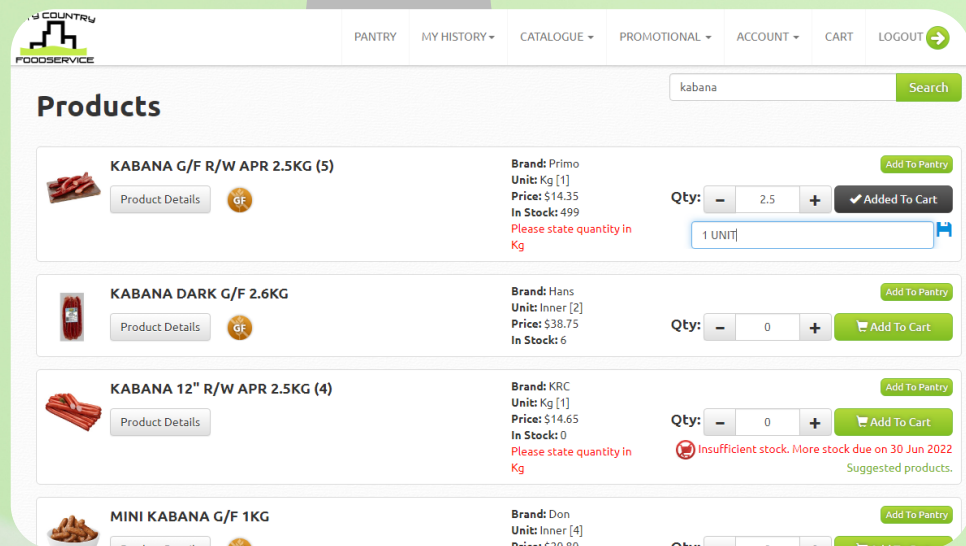 COUNTRY
FOODSERVICE
PANTRY
MY HISTORY
CATALOGUE
PROMOTIONAL
ACCOUNT
CART
LOGOUT
kabana
Search
Products
KABANA G/F R/W APR 2.5KG (5)
Product Details
GF
Brand: Primo
Unit: Kg [1]
Price: $14.35
In Stock: 499
Please state quantity in
Kg
Add To Pantry
Qty: − 2.5 + Added To Cart
1 UNIT
KABANA DARK G/F 2.6KG
Product Details
GF
Brand: Hans
Unit: Inner [2]
Price: $38.75
In Stock: 6
Add To Pantry
Qty: − 0 + Add To Cart
KABANA 12" R/W APR 2.5KG (4)
Product Details
Brand: KRC
Unit: Kg [1]
Price: $14.65
In Stock: 0
Please state quantity in
Kg
Add To Pantry
Qty: − 0 + Add To Cart
Insufficient stock. More stock due on 30 Jun 2022
Suggested products.
MINI KABANA G/F 1KG
Product Details
Brand: Don
Unit: Inner [4]
Add To Pantry